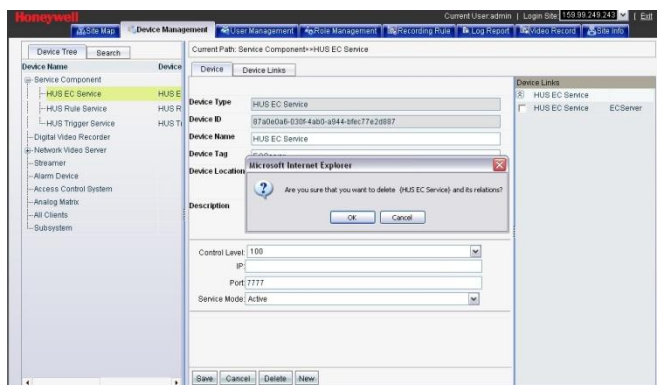 Honeywell
Current User:admin | Login Site: 159.99.249.243 | Exit
Site Map Device Management User Management Role Management Recording Rule Log Report Video Record Site Info
Device Tree Search
Device Name Device
Service Component
HUS EC Service HUS E
HUS Rule Service HUS R
HUS Trigger Service HUS Tr
Digital Video Recorder
Network Video Server
Streamer
Alarm Device
Access Control System
Analog Matrix
All Clients
Subsystem
Current Path: Service Component=>HUS EC Service
Device Device Links
Device Type HUS EC Service
Device ID 87a0e0a6-030f-4ab0-a944-bfec77e2d887
Device Name HUS EC Service
Device Tag
Device Location
Description
Microsoft Internet Explorer
Are you sure that you want to delete {HUS EC Service} and its relations?
OK Cancel
Control Level: 100
IP:
Port: 7777
Service Mode: Active
Save Cancel Delete New
Device Links
HUS EC Service
HUS EC Service ECServer